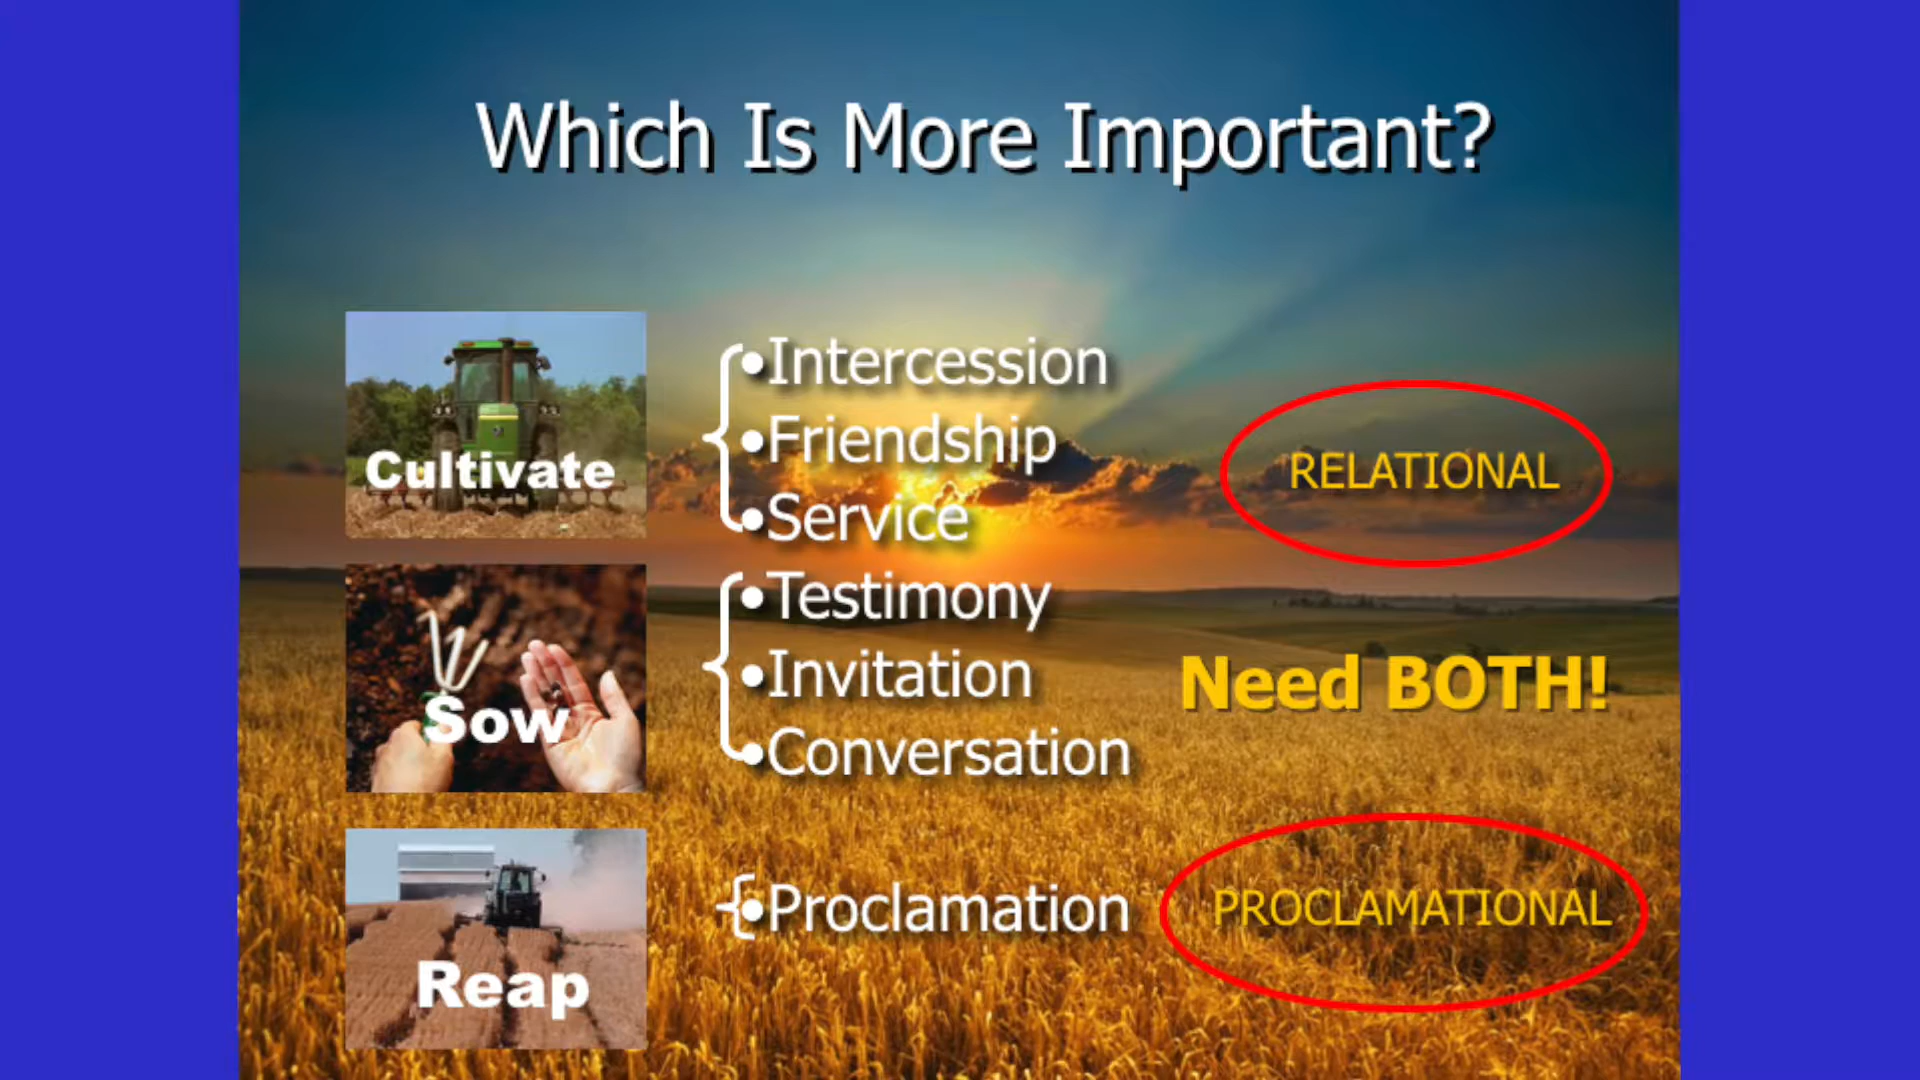 Which Is More Important?
Cultivate
•Intercession
•Friendship
•Service
RELATIONAL
Sow
•Testimony
•Invitation
•Conversation
Need BOTH!
Reap
•Proclamation
PROCLAMATIONAL